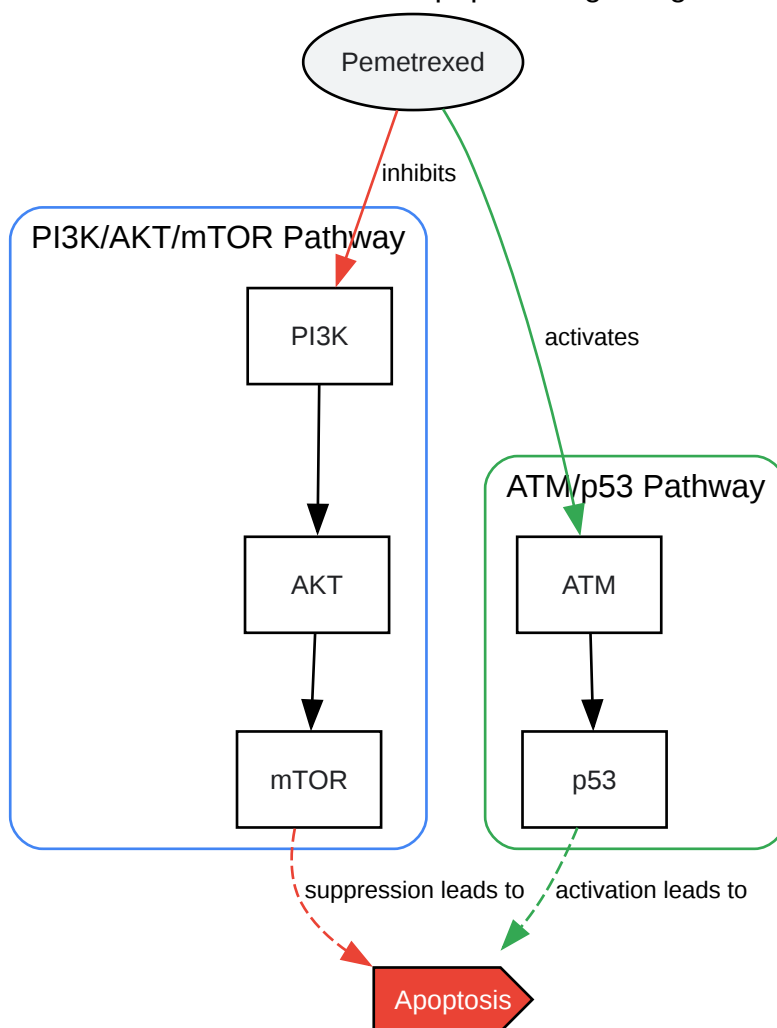 Pemetrexed
inhibits
PI3K/AKT/mTOR Pathway
PI3K
activates
ATM/p53 Pathway
AKT
ATM
mTOR
p53
suppression leads to
activation leads to
Apoptosis